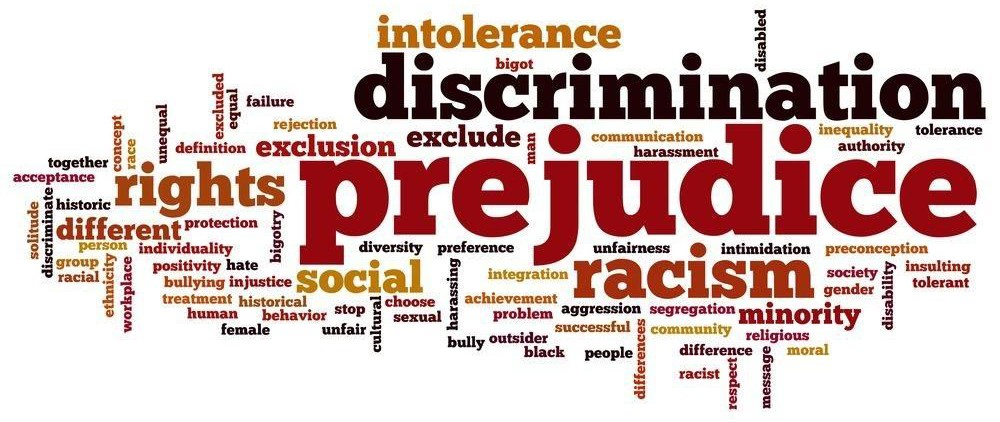 intolerance
disabled
bigot
discrimination
excluded
equal
failure
unequal
concept
race
rejection
definition
exclusion
exclude
man
communication
harassment
inequality
tolerance
authority
together
acceptance
rights
prejudice
historic
solitude
discriminate
different
protection
bigotry
person
individuality
diversity
preference
unfairness
intimidation
preconception
group
racial
ethnicity
workplace
positivity
hate
bullying
injustice
social
harassing
integration
racism
society
gender
disability
insulting
tolerant
treatment
historical
human
behavior
female
stop
unfair
cultural
choose
sexual
achievement
problem
aggression
segregation
minority
successful
community
religious
bully
outsider
black
people
differences
difference
moral
racist
respect
message